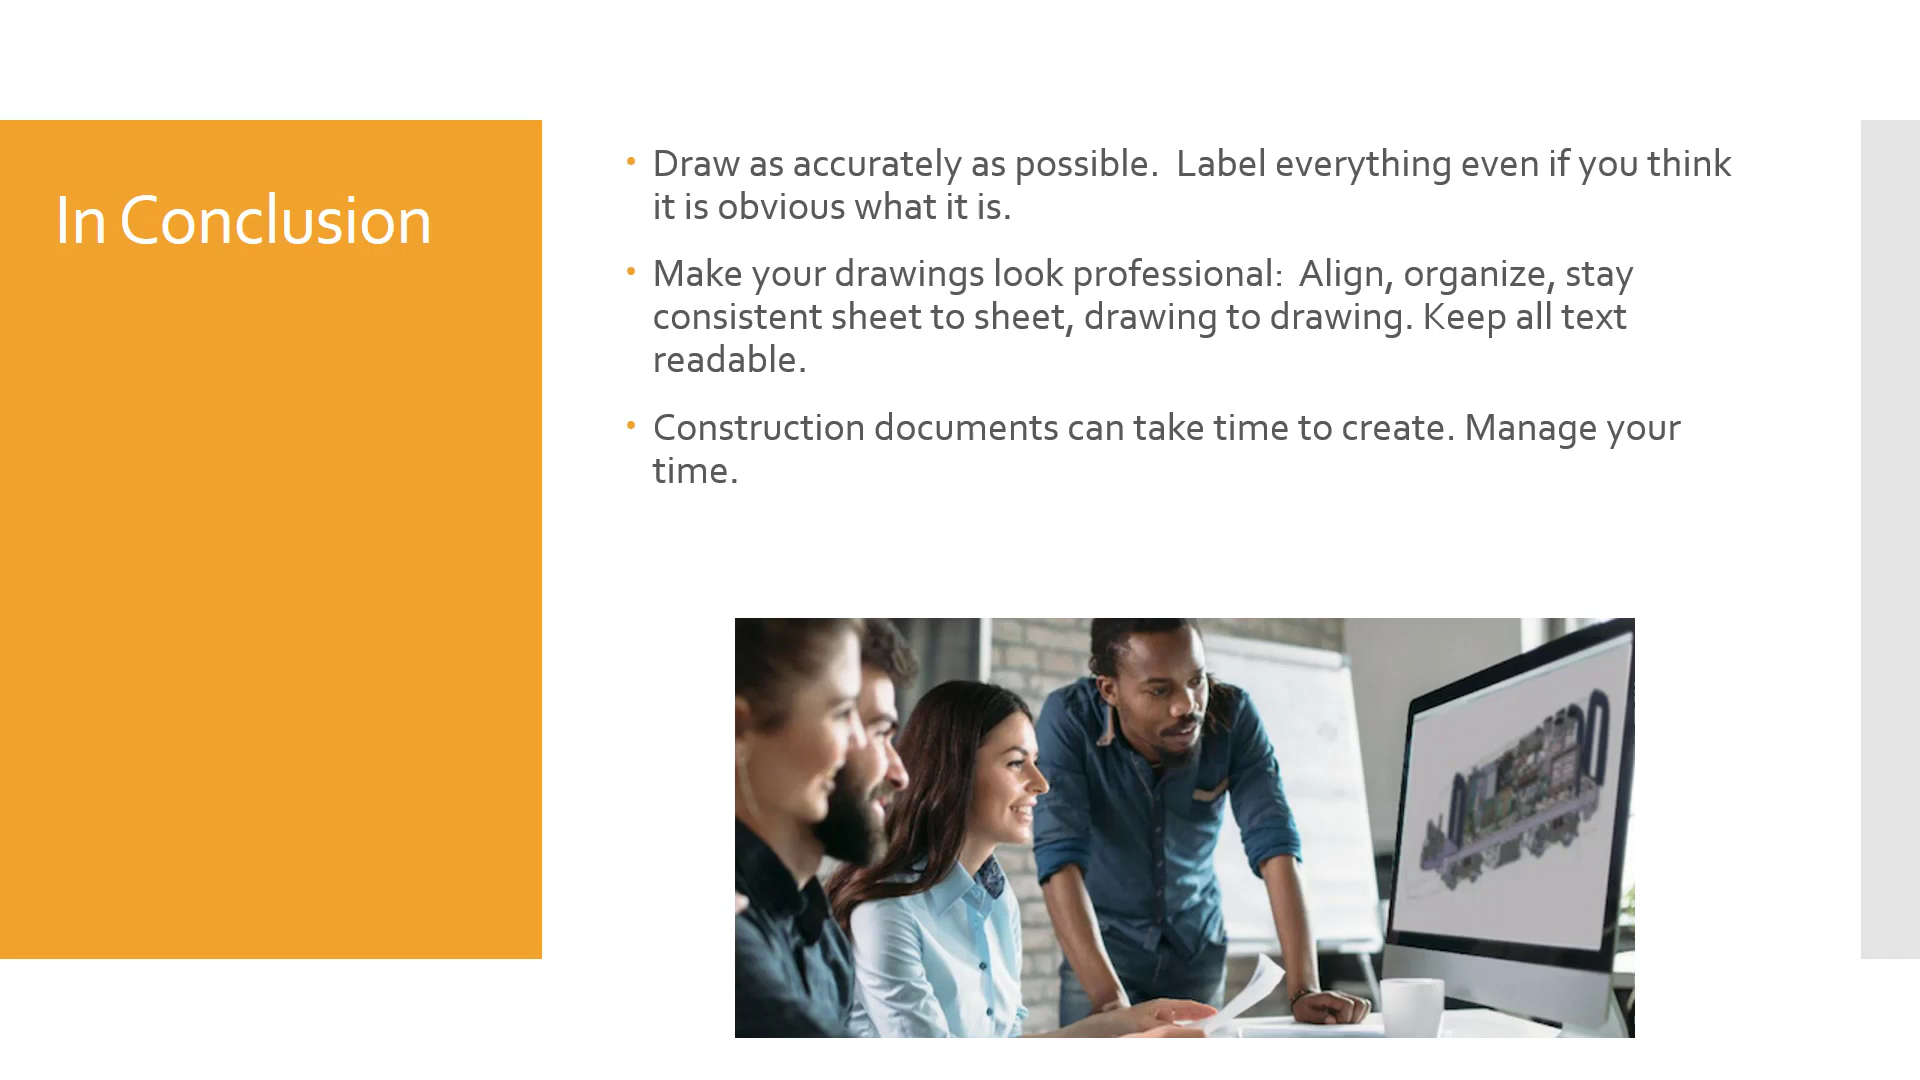 In Conclusion
• Draw as accurately as possible.  Label everything even if you think
it is obvious what it is.
• Make your drawings look professional:  Align, organize, stay
consistent sheet to sheet, drawing to drawing. Keep all text
readable.
• Construction documents can take time to create. Manage your
time.